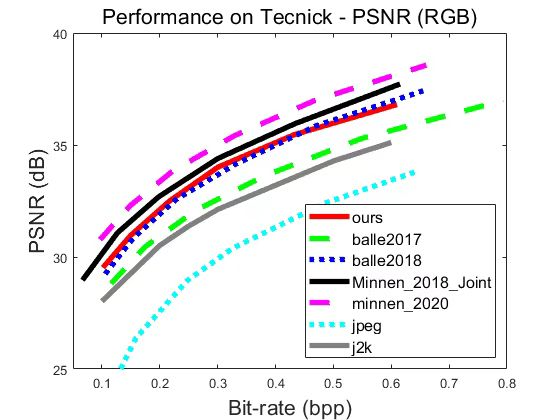 Performance on Tecnick - PSNR (RGB)
40
35
30
25
PSNR (dB)
ours
balle2017
balle2018
Minnen_2018_Joint
minnen_2020
jpeg
j2k
0.1 0.2 0.3 0.4 0.5 0.6 0.7 0.8
Bit-rate (bpp)